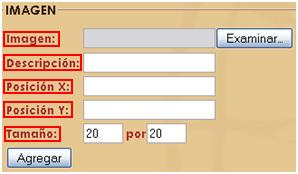 IMAGEN
Imagen: Examinar...
Descripción:
Posición X:
Posición Y:
Tamaño: 20 por 20
Agregar